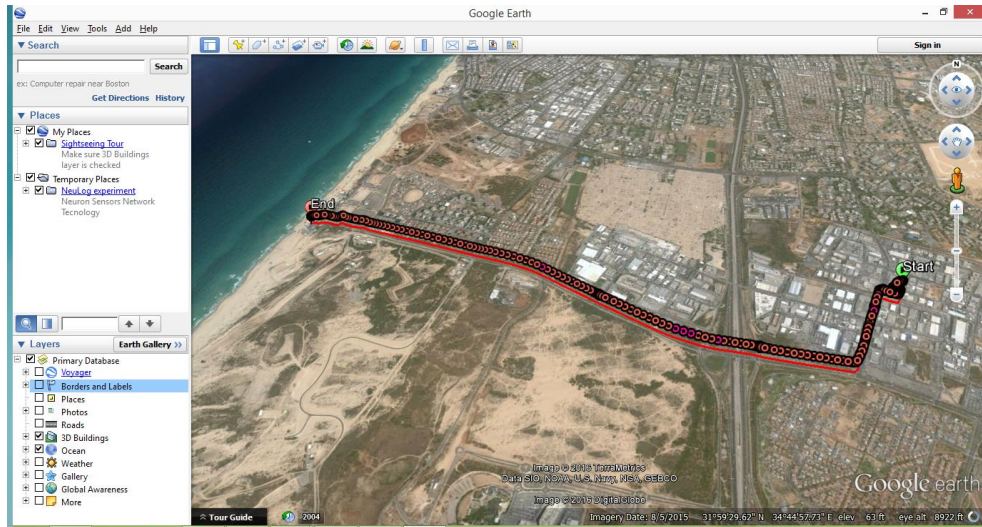 Google Earth
File Edit View Tools Add Help
Search
Search
ex: Computer repair near Boston
Get Directions History
Places
My Places
Sightseeing Tour
Make sure 3D Buildings
layer is checked
Temporary Places
NeuLog experiment
Neuron Sensors Network
Tecnology
Layers
Earth Gallery >>
Primary Database
Voyager
Borders and Labels
Places
Photos
Roads
3D Buildings
Ocean
Weather
Gallery
Global Awareness
More
Sign in
N
End
Start
Image © 2016 TerraMetrics
Data SIO, NOAA, U.S. Navy, NGA, GEBCO
Image © 2016 DigitalGlobe
Google earth
Tour Guide
2004
Imagery Date: 8/5/2015 31°59'29.62" N 34°44'57.73" E elev 63 ft eye alt 8922 ft